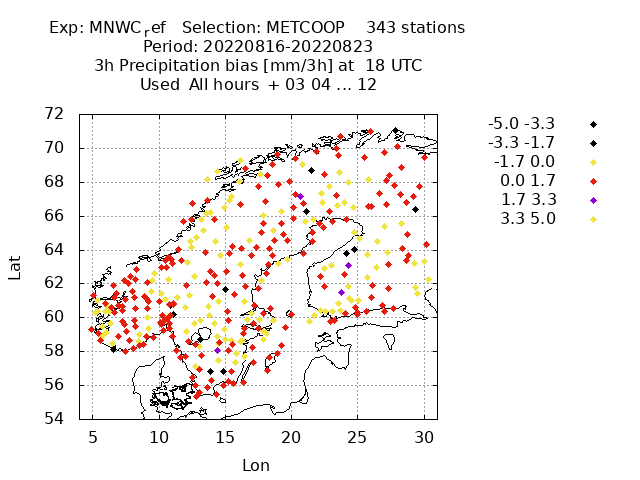 Exp: MNWC_ref   Selection: METCOOP    343 stations
Period: 20220816-20220823
3h Precipitation bias [mm/3h] at  18 UTC
Used  All hours  + 03 04 ... 12
72
70
68
66
64
62
60
58
56
54
Lat
5 10 15 20 25 30
Lon
-5.0 -3.3
-3.3 -1.7
-1.7 0.0
0.0 1.7
1.7 3.3
3.3 5.0